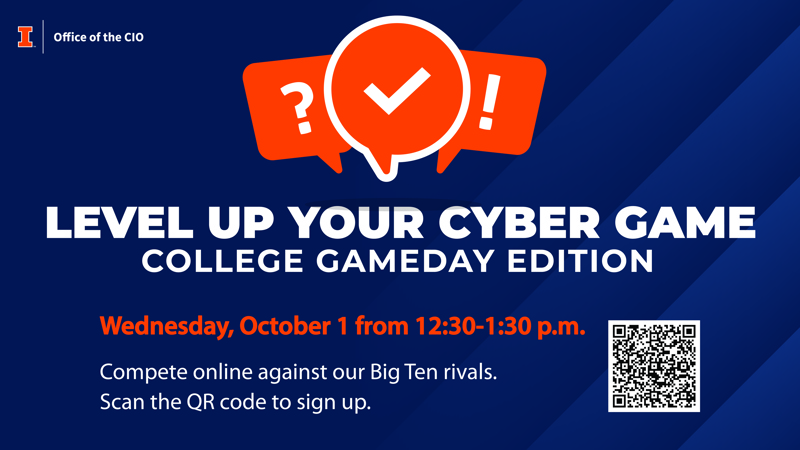 I
Office of the CIO
? !
LEVEL UP YOUR CYBER GAME
COLLEGE GAMEDAY EDITION
Wednesday, October 1 from 12:30-1:30 p.m.
Compete online against our Big Ten rivals.
Scan the QR code to sign up.